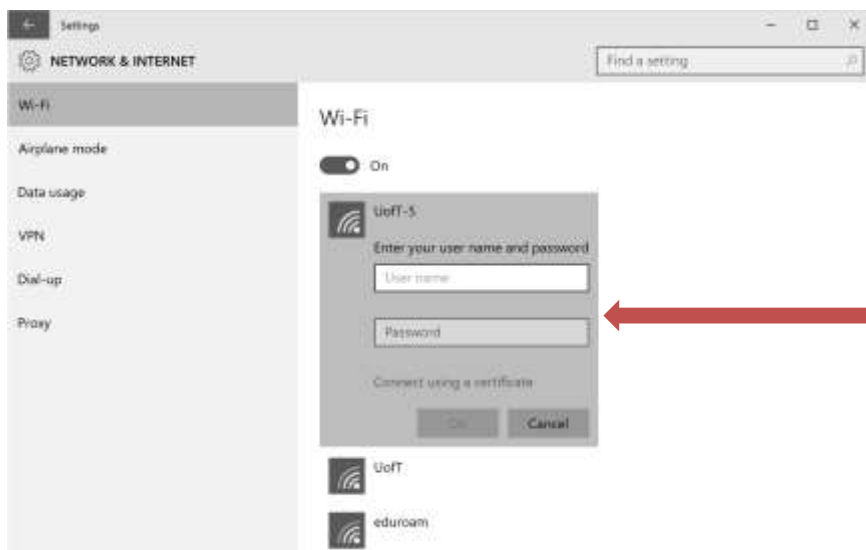 Settings
NETWORK & INTERNET
Find a setting
Wi-Fi
Airplane mode
Data usage
VPN
Dial-up
Proxy
Wi-Fi
On
UofT-S
Enter your user name and password
User name
Password
Connect using a certificate
Cancel
UofT
eduroam